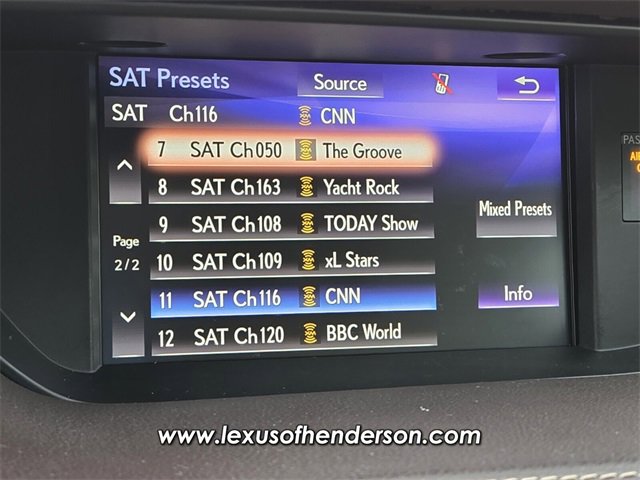 SAT Presets Source
SAT Ch116 CNN
7 SAT Ch050 The Groove
8 SAT Ch163 Yacht Rock
9 SAT Ch108 TODAY Show
10 SAT Ch109 xL Stars
11 SAT Ch116 CNN
12 SAT Ch120 BBC World
Page
2/2
Mixed Presets
Info
PAS
AI
www.lexusofhenderson.com